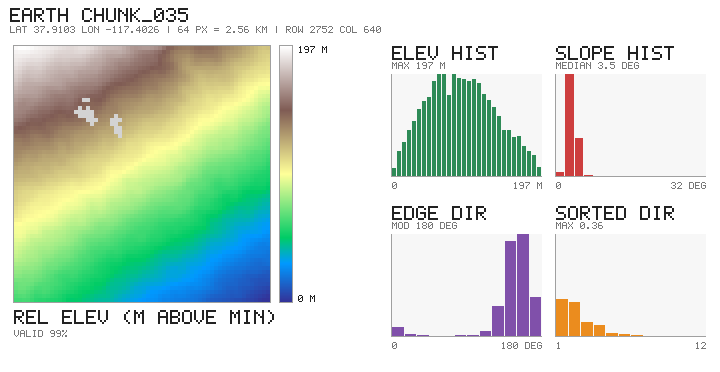 EARTH CHUNK_035
LAT 37.9103 LON -117.4026 | 64 PX = 2.56 KM | ROW 2752 COL 640
197 M
0 M
REL ELEV (M ABOVE MIN)
VALID 99%
ELEV HIST
MAX 197 M
0 197 M
SLOPE HIST
MEDIAN 3.5 DEG
0 32 DEG
EDGE DIR
MOD 180 DEG
0 180 DEG
SORTED DIR
MAX 0.36
1 12